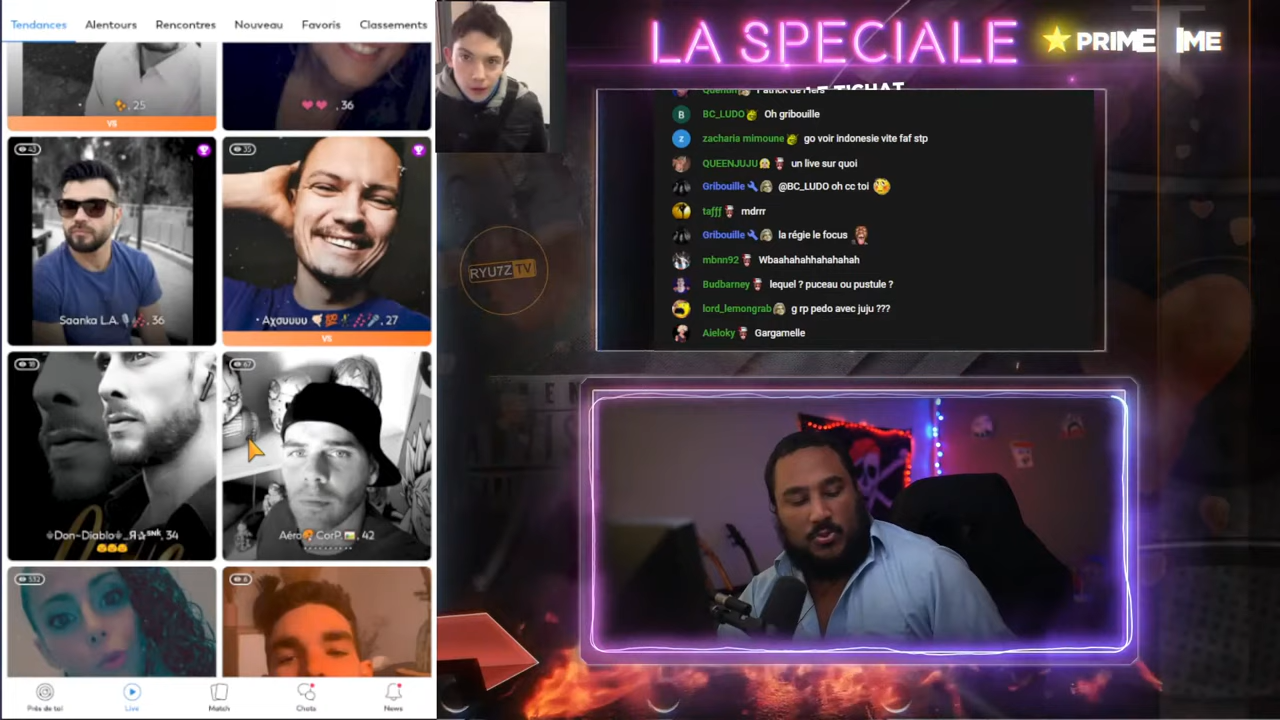 Tendances Alentours Rencontres Nouveau Favoris Classements
, 25
VS
, 36
43
35
Saanka L.A. , 36
, 27
VS
18
67
, 34
Aéro CorP. , 42
532
6
Près de toi
Live
Match
Chats
News
LA SPECIALE
PRIME
TCHAT
RYU7Z TV
BC_LUDO Oh gribouille
zacharia mimoune go voir indonesie vite faf stp
QUEENJUJU un live sur quoi
Gribouille @BC_LUDO oh cc toi
tafff mdrrr
Gribouille la régie le focus
mbnn92 Wbaahahahhahahahah
Budbarney lequel ? puceau ou pustule ?
lord_lemongrab g rp pedo avec juju ???
Aieloky Gargamelle